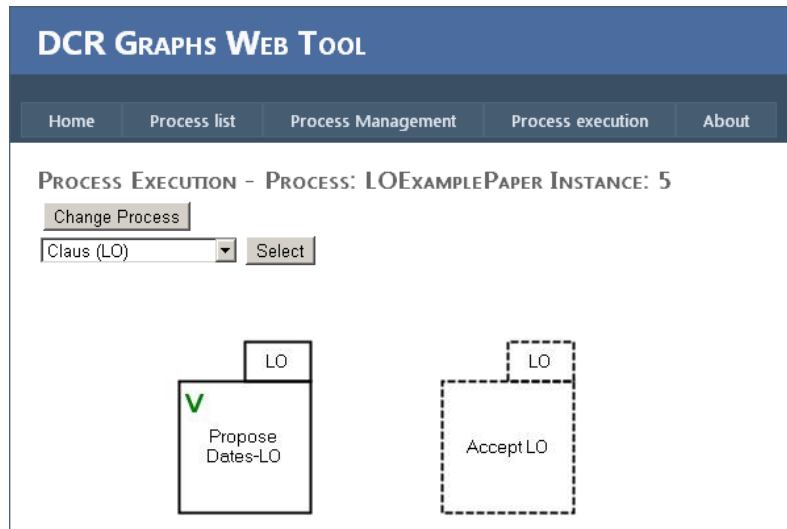 DCR Graphs Web Tool
Home Process list Process Management Process execution About
Process Execution - Process: LOExamplePaper Instance: 5
Change Process
Claus (LO) Select
LO LO
V
Propose
Dates-LO
Accept LO